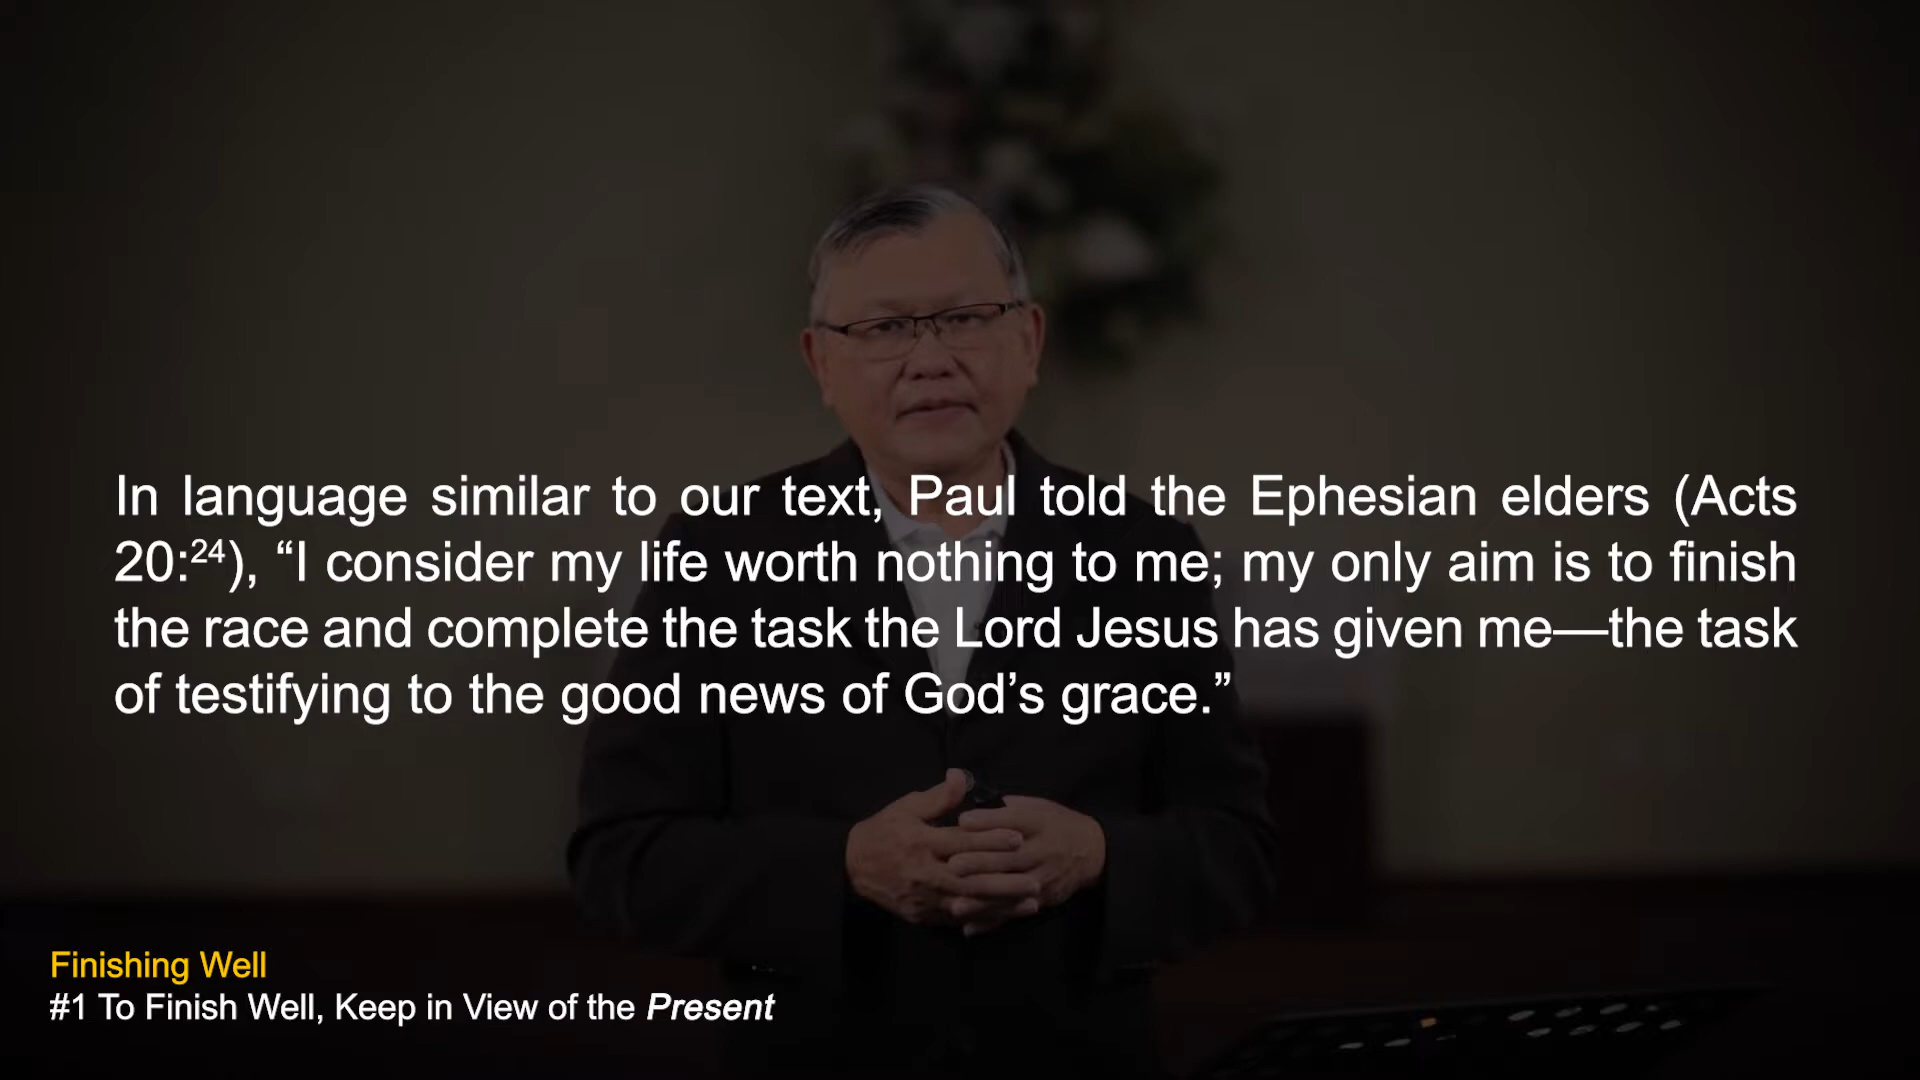 In language similar to our text, Paul told the Ephesian elders (Acts
20:²⁴), “I consider my life worth nothing to me; my only aim is to finish
the race and complete the task the Lord Jesus has given me—the task
of testifying to the good news of God’s grace.”
Finishing Well
#1 To Finish Well, Keep in View of the Present